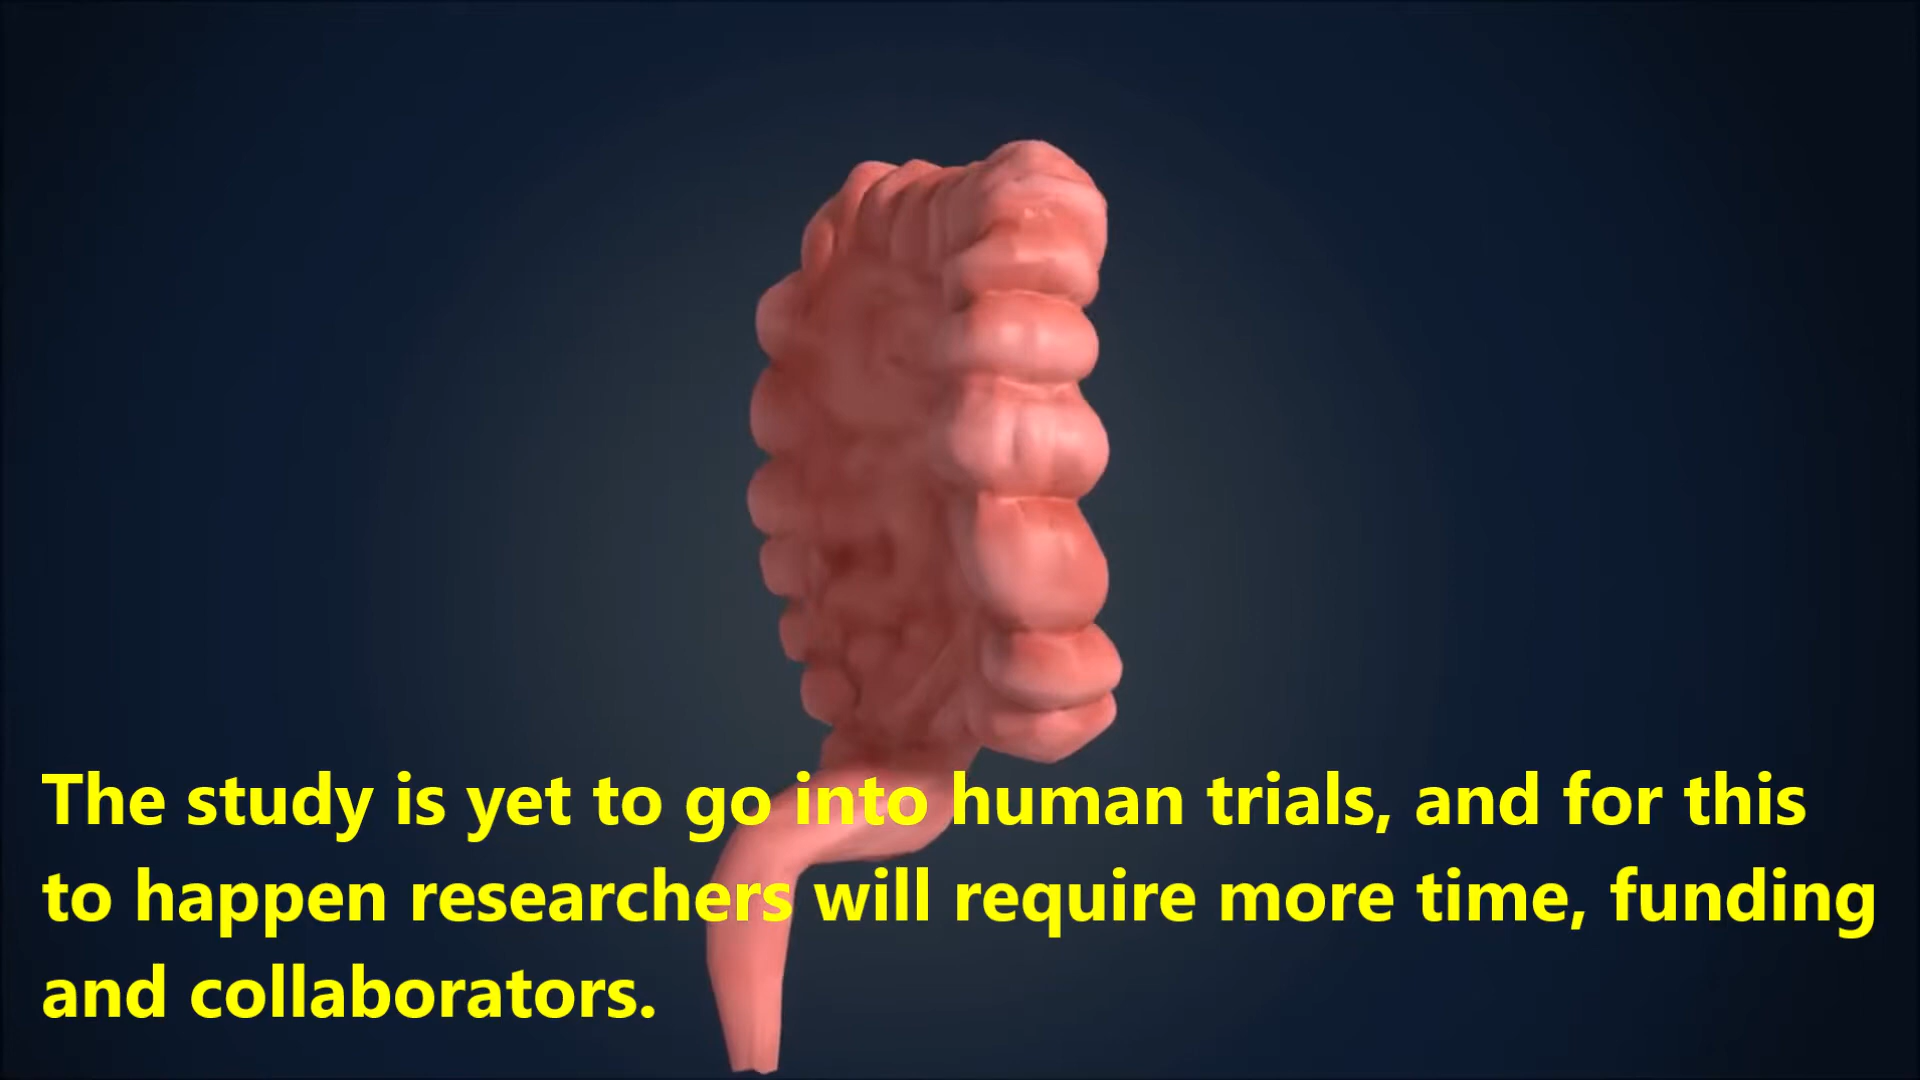 The study is yet to go into human trials, and for this
to happen researchers will require more time, funding
and collaborators.